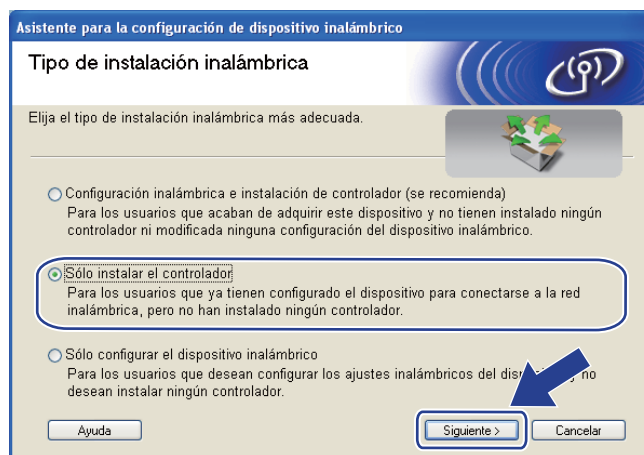 Asistente para la configuración de dispositivo inalámbrico
Tipo de instalación inalámbrica
Elija el tipo de instalación inalámbrica más adecuada.
Configuración inalámbrica e instalación de controlador (se recomienda)
Para los usuarios que acaban de adquirir este dispositivo y no tienen instalado ningún
controlador ni modificada ninguna configuración del dispositivo inalámbrico.
Sólo instalar el controlador
Para los usuarios que ya tienen configurado el dispositivo para conectarse a la red
inalámbrica, pero no han instalado ningún controlador.
Sólo configurar el dispositivo inalámbrico
Para los usuarios que desean configurar los ajustes inalámbricos del no
desean instalar ningún controlador.
Ayuda
Siguiente >
Cancelar